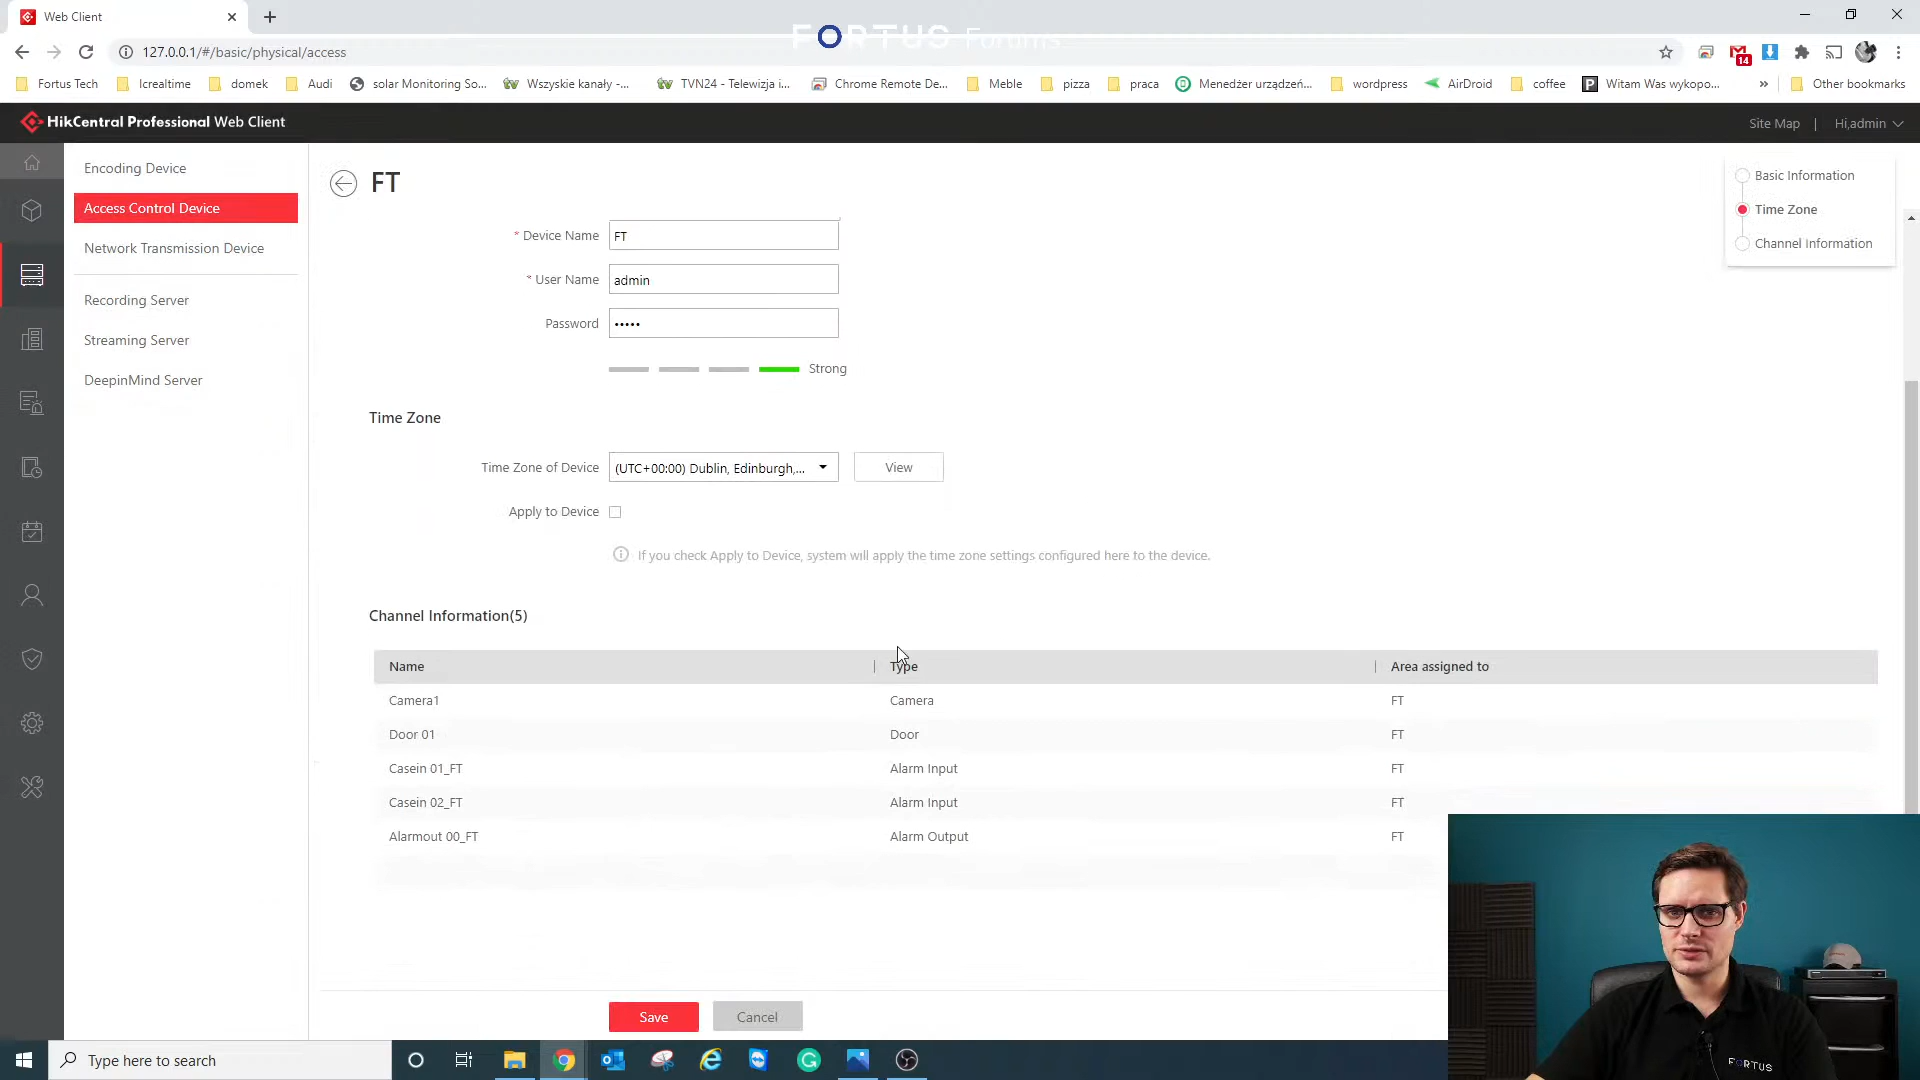 Web Client
127.0.0.1/#/basic/physical/access
FORTUS Forums
14
Fortus Tech
Icrealtime
domek
Audi
solar Monitoring So...
Wszyskie kanały -...
TVN24 - Telewizja i...
Chrome Remote De...
Meble
pizza
praca
Menedżer urządzeń...
wordpress
AirDroid
coffee
Witam Was wykopo...
»
Other bookmarks
HikCentral Professional Web Client
Site Map | Hi,admin
Encoding Device
Access Control Device
Network Transmission Device
Recording Server
Streaming Server
DeepinMind Server
FT
Basic Information
Time Zone
Channel Information
* Device Name FT
* User Name admin
Password •••••
Strong
Time Zone
Time Zone of Device (UTC+00:00) Dublin, Edinburgh,... View
Apply to Device
If you check Apply to Device, system will apply the time zone settings configured here to the device.
Channel Information(5)
Name Type Area assigned to
Camera1 Camera FT
Door 01 Door FT
Casein 01_FT Alarm Input FT
Casein 02_FT Alarm Input FT
Alarmout 00_FT Alarm Output FT
Save Cancel
FORTUS
Type here to search